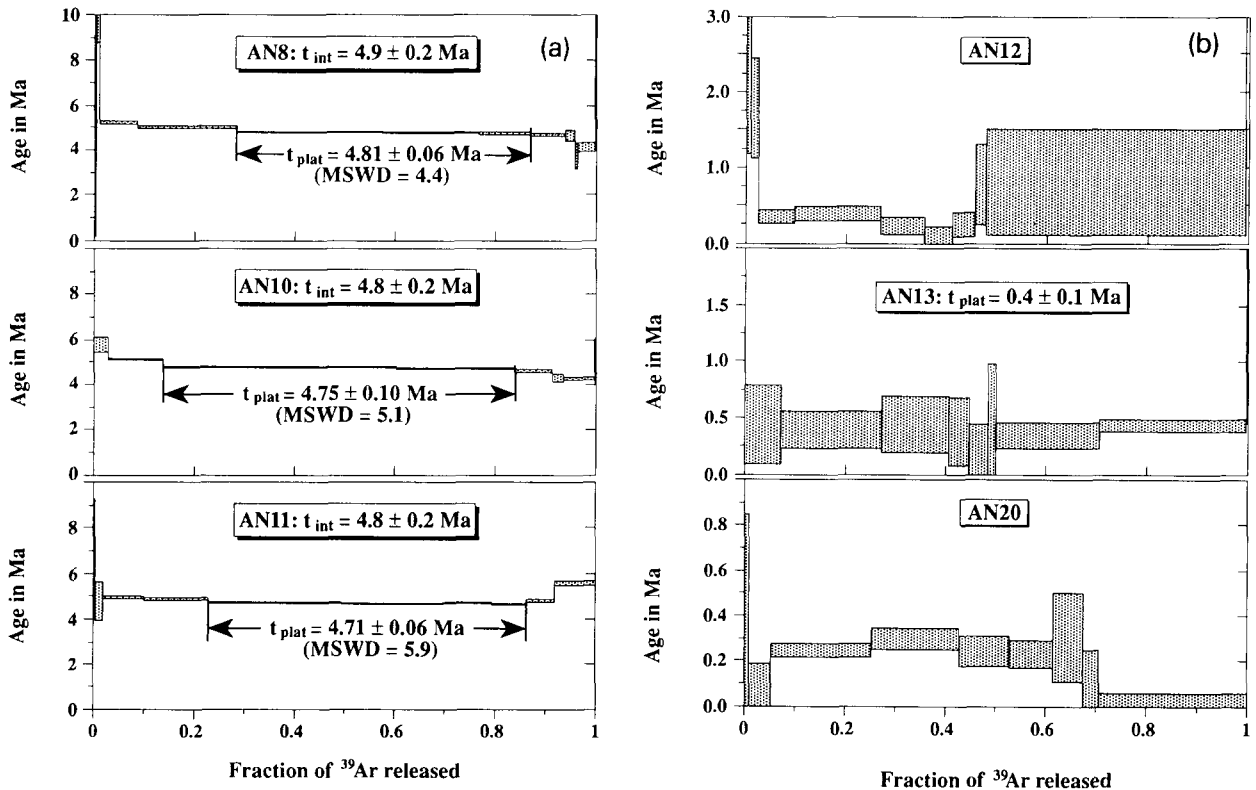 (a)
AN8: t int = 4.9 ± 0.2 Ma
Age in Ma
10
8
6
4
2
0
t plat = 4.81 ± 0.06 Ma
(MSWD = 4.4)
AN10: t int = 4.8 ± 0.2 Ma
Age in Ma
8
6
4
2
0
t plat = 4.75 ± 0.10 Ma
(MSWD = 5.1)
AN11: t int = 4.8 ± 0.2 Ma
Age in Ma
8
6
4
2
0
t plat = 4.71 ± 0.06 Ma
(MSWD = 5.9)
0 0.2 0.4 0.6 0.8 1
Fraction of ³⁹Ar released
(b)
AN12
Age in Ma
3.0
2.0
1.0
0.0
AN13: t plat = 0.4 ± 0.1 Ma
Age in Ma
1.5
1.0
0.5
0.0
AN20
Age in Ma
0.8
0.6
0.4
0.2
0.0
0 0.2 0.4 0.6 0.8 1
Fraction of ³⁹Ar released